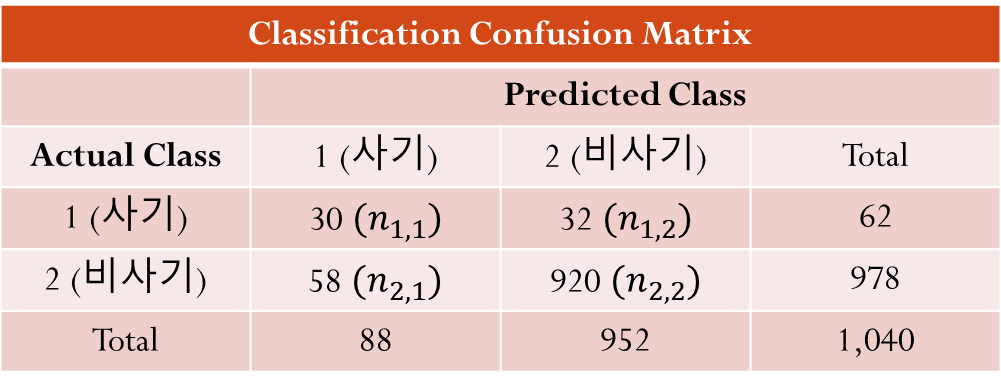 Classification Confusion Matrix
Predicted Class
Actual Class 1 (사기) 2 (비사기) Total
1 (사기) 30 (n1,1) 32 (n1,2) 62
2 (비사기) 58 (n2,1) 920 (n2,2) 978
Total 88 952 1,040